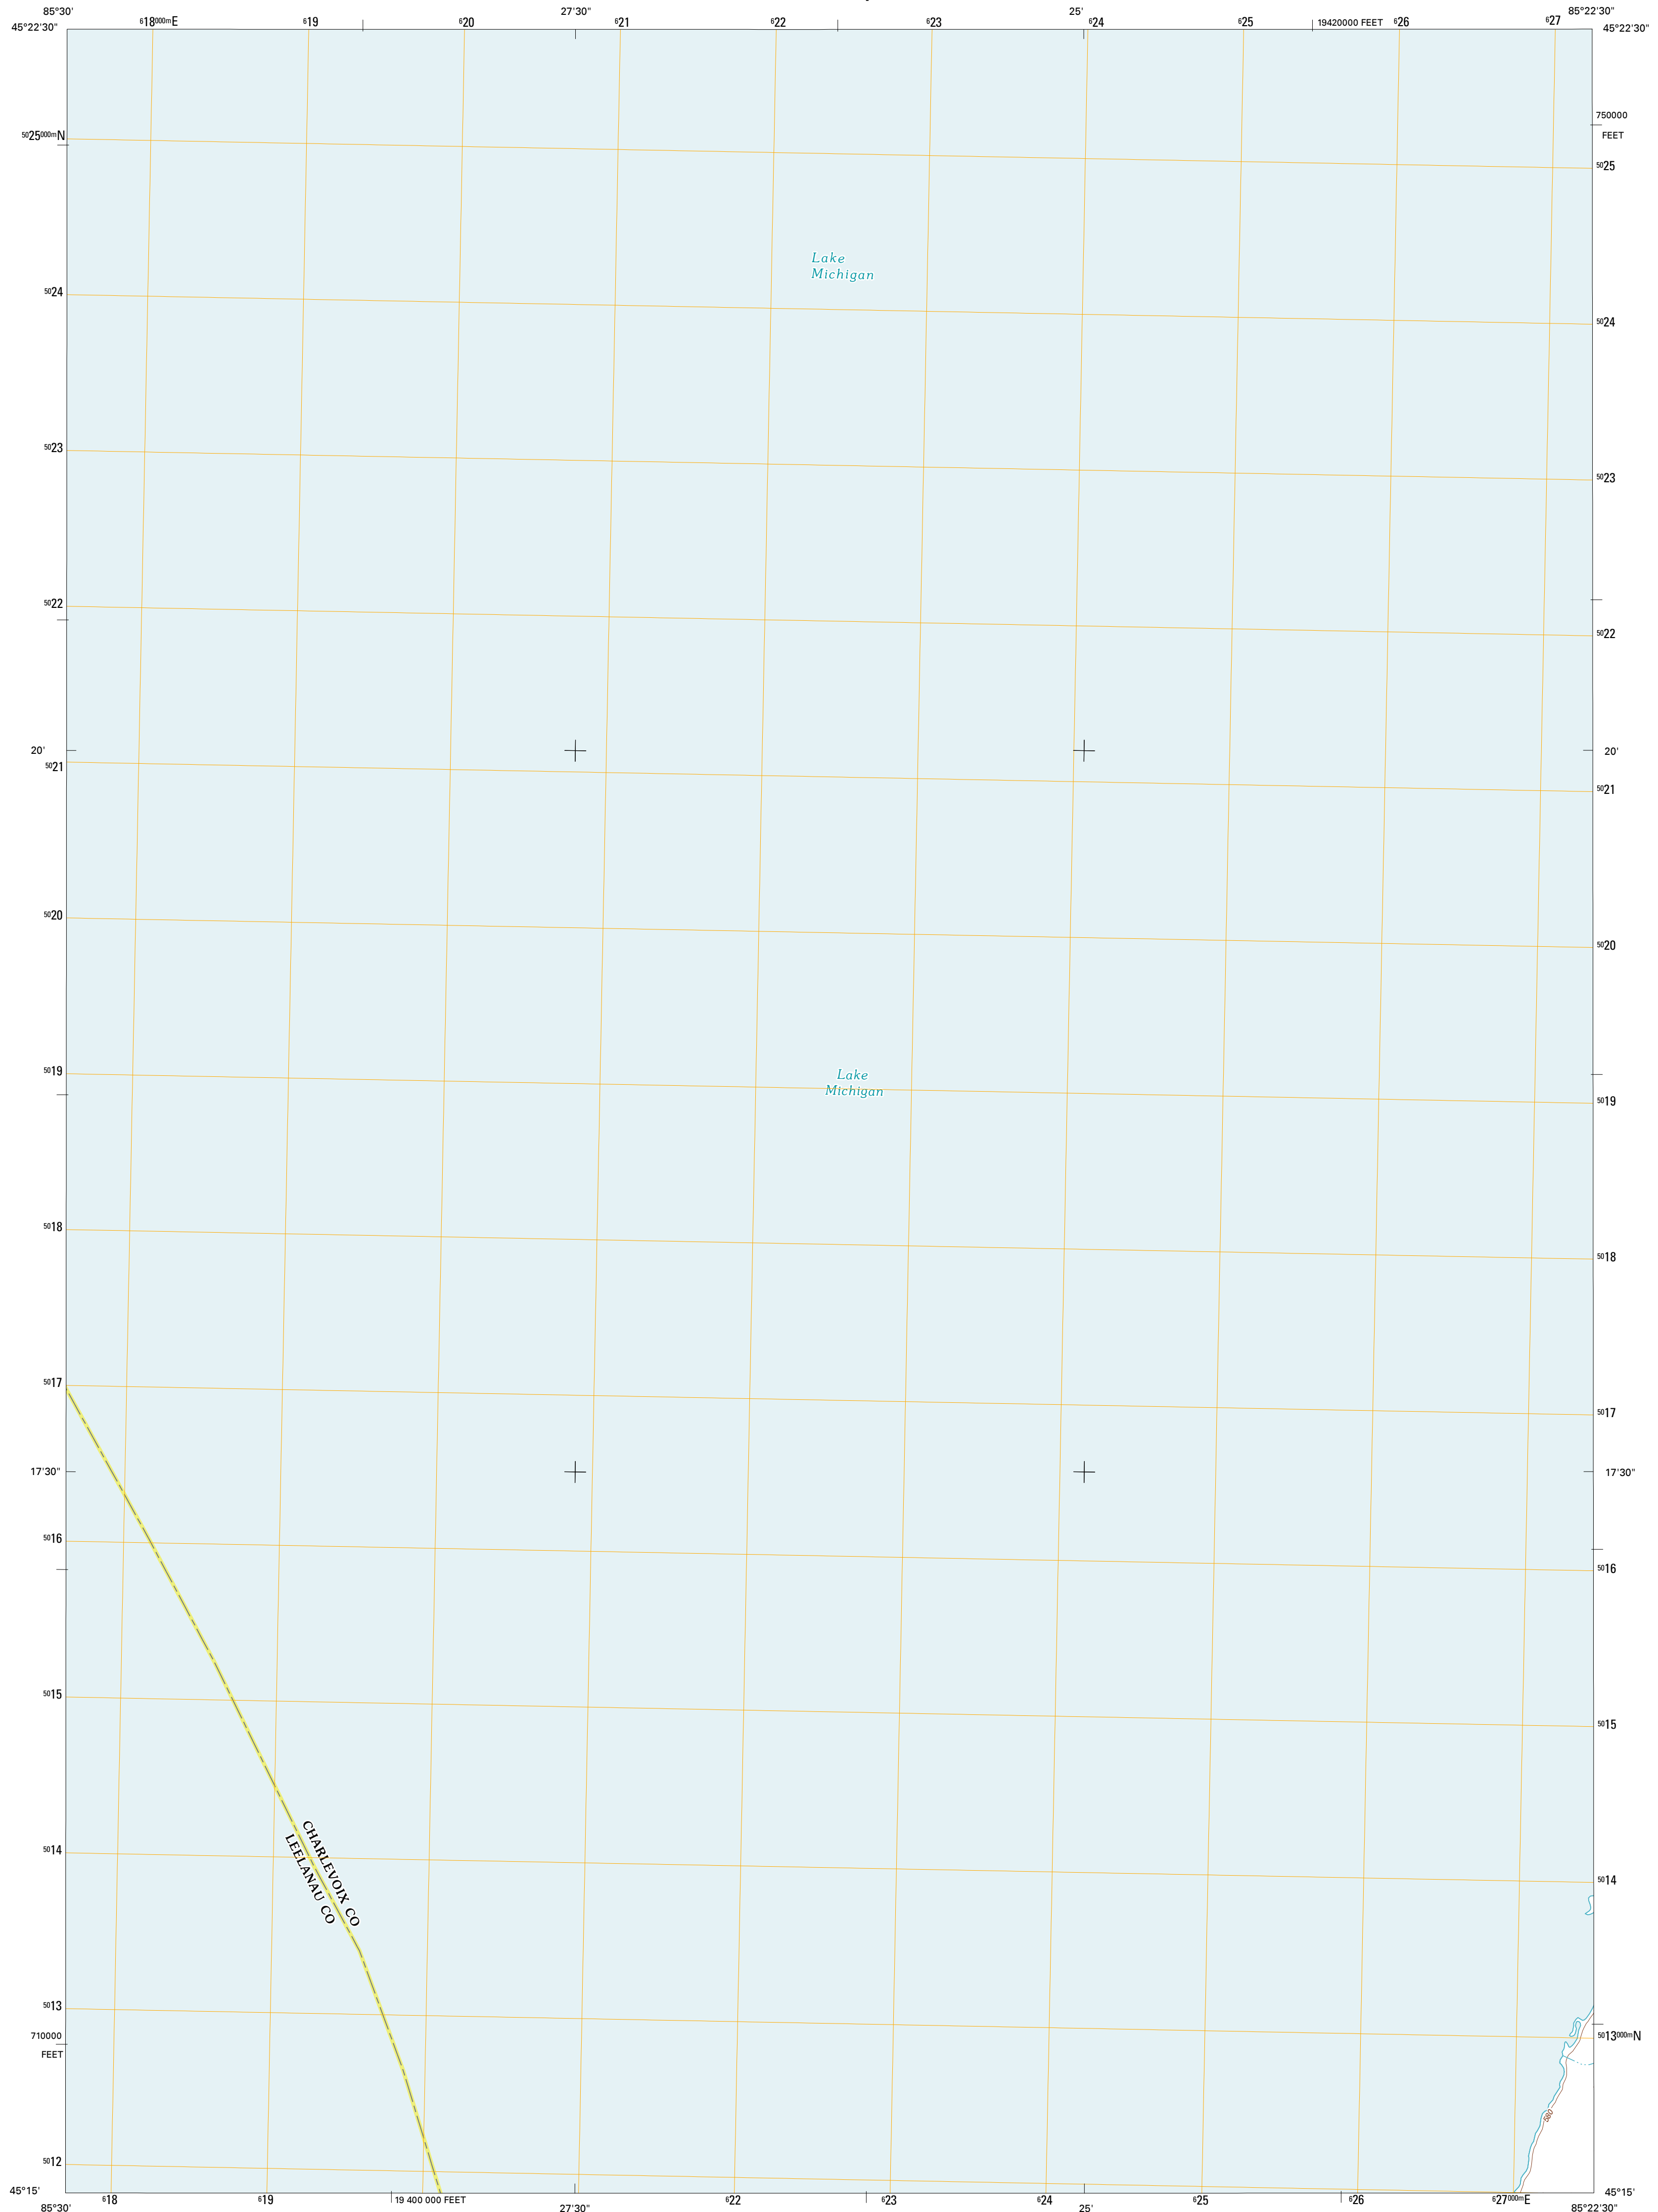 85°30' 27'30" 25' 85°22'30"
45°22'30" ⁶18⁰⁰⁰ᵐE ⁶19 ⁶20 ⁶21 ⁶22 ⁶23 ⁶24 ⁶25 19420000 FEET ⁶26 ⁶27 45°22'30"
750000
FEET
⁵⁰25⁰⁰⁰ᵐN ⁵⁰25
Lake
Michigan
⁵⁰24 ⁵⁰24
⁵⁰23 ⁵⁰23
⁵⁰22 ⁵⁰22
20' 20'
⁵⁰21 ⁵⁰21
⁵⁰20 ⁵⁰20
Lake
Michigan
⁵⁰19 ⁵⁰19
⁵⁰18 ⁵⁰18
⁵⁰17 ⁵⁰17
17'30" 17'30"
⁵⁰16 ⁵⁰16
⁵⁰15 ⁵⁰15
CHARLEVOIX CO
LEELANAU CO
⁵⁰14 ⁵⁰14
⁵⁰13 ⁵⁰13⁰⁰⁰ᵐN
710000
FEET
580
⁵⁰12
45°15' ⁶18 ⁶19 19 400 000 FEET ⁶22 ⁶23 ⁶24 ⁶25 ⁶26 ⁶27⁰⁰⁰ᵐE 45°15'
85°30' 27'30" 25' 85°22'30"